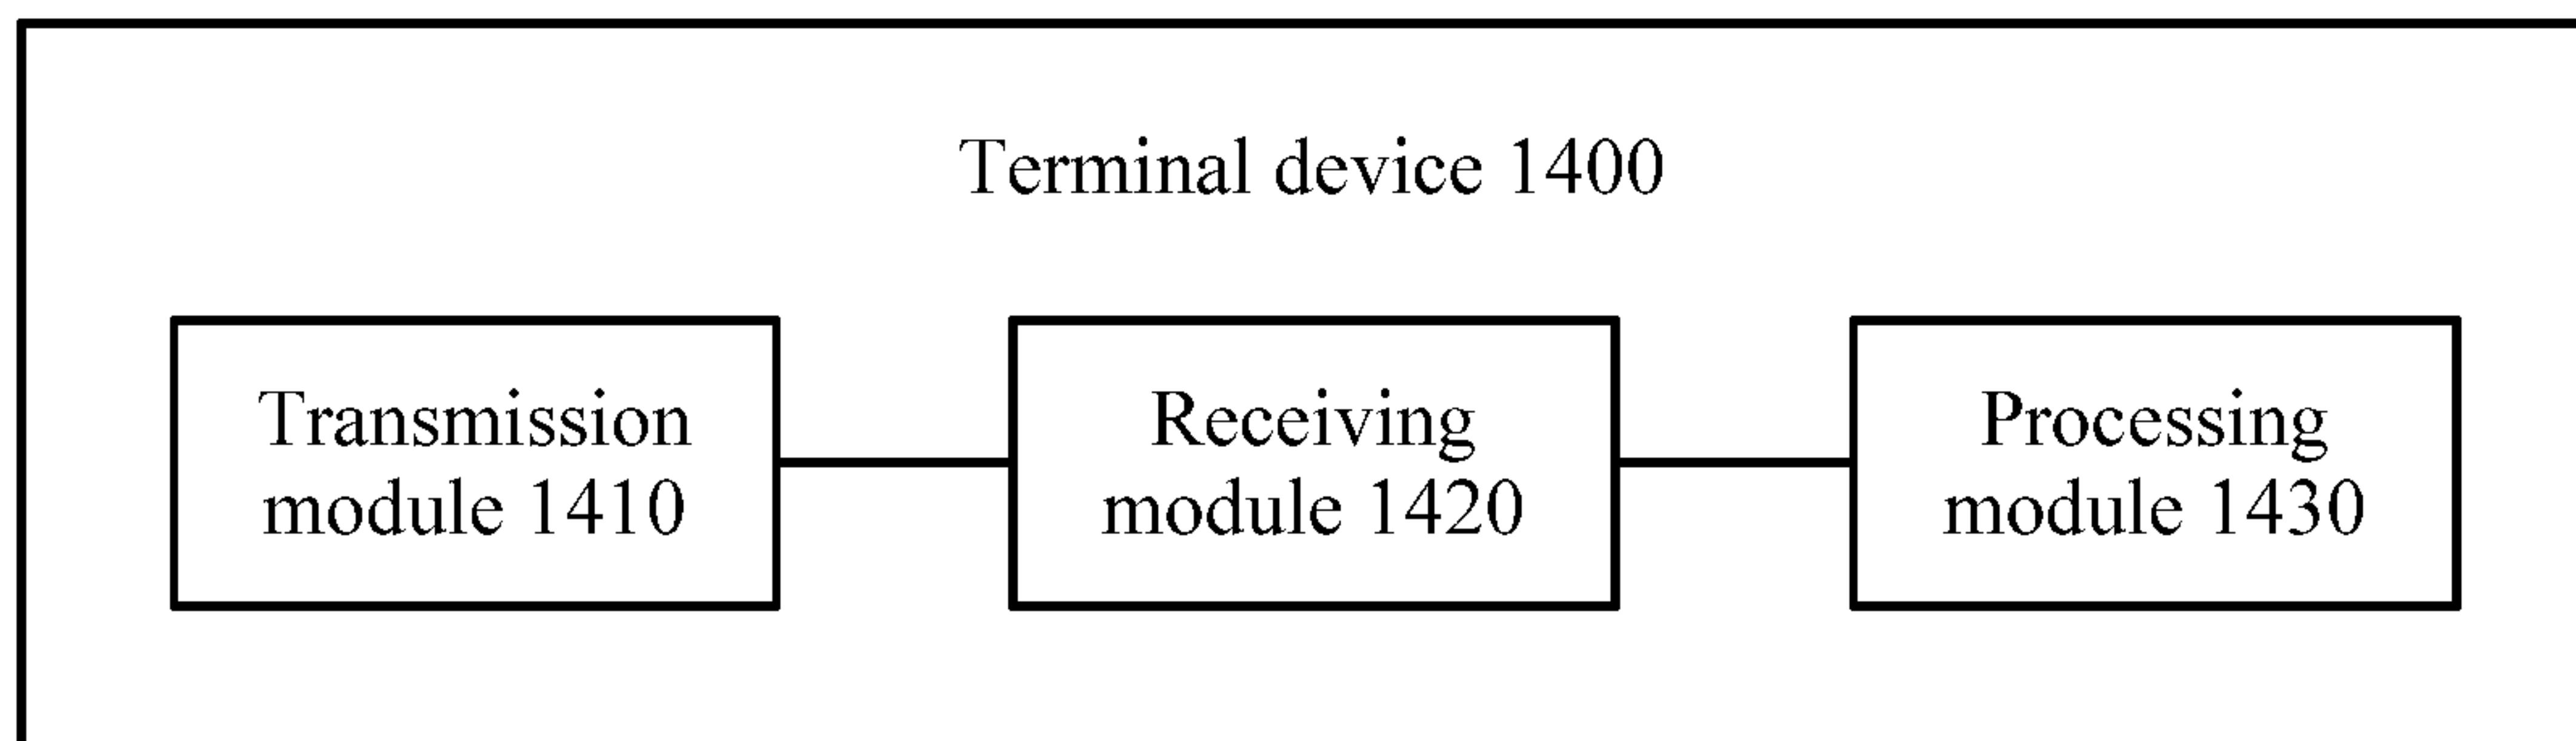 Terminal device 1400
Transmission
module 1410
Receiving
module 1420
Processing
module 1430